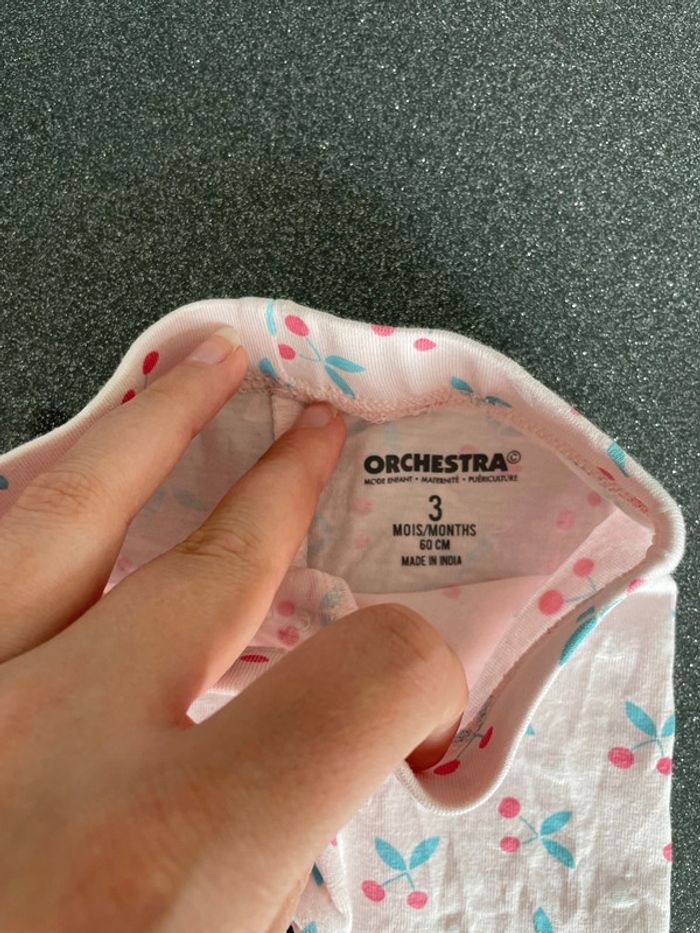 ORCHESTRA©
MODE ENFANT • MATERNITÉ • PUÉRICULTURE
3
MOIS/MONTHS
60 CM
MADE IN INDIA